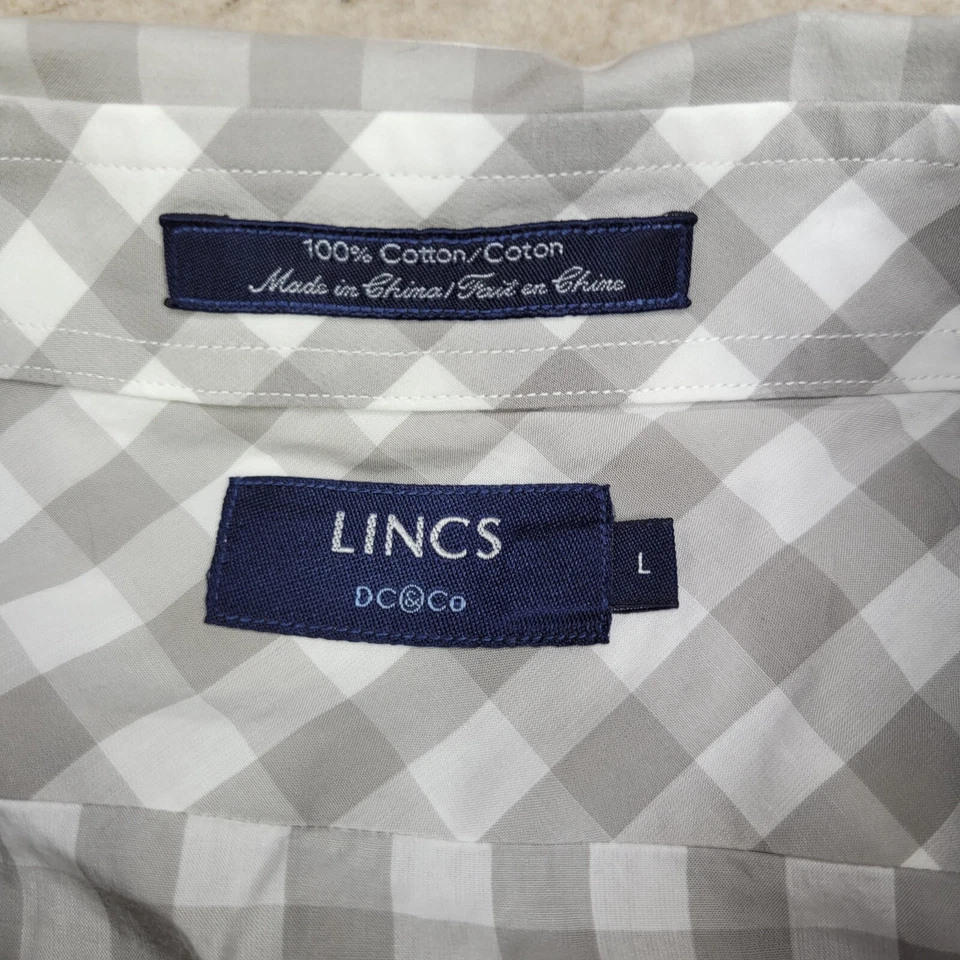 100% Cotton/Coton
Made in China/Fait en Chine
LINCS
DC&Co
L